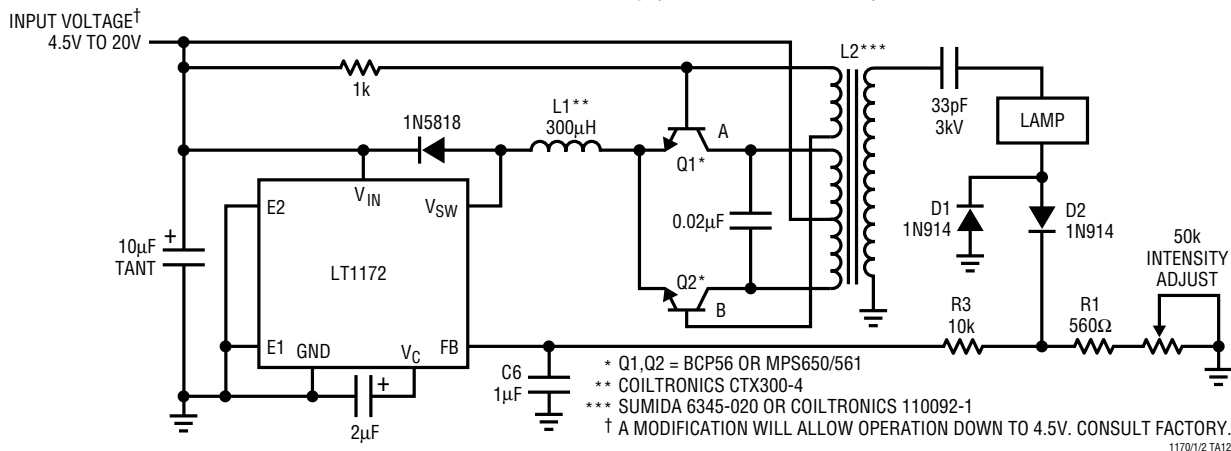 INPUT VOLTAGE†
4.5V TO 20V
1k
1N5818
L1**
300µH
A
Q1*
L2***
33pF
3kV
LAMP
E2
VIN
VSW
10µF
TANT
+
LT1172
0.02µF
D1
1N914
D2
1N914
50k
INTENSITY
ADJUST
Q2*
B
R3
10k
R1
560Ω
E1
GND
VC
FB
+
2µF
C6
1µF
* Q1,Q2 = BCP56 OR MPS650/561
** COILTRONICS CTX300-4
*** SUMIDA 6345-020 OR COILTRONICS 110092-1
† A MODIFICATION WILL ALLOW OPERATION DOWN TO 4.5V. CONSULT FACTORY.
1170/1/2 TA12